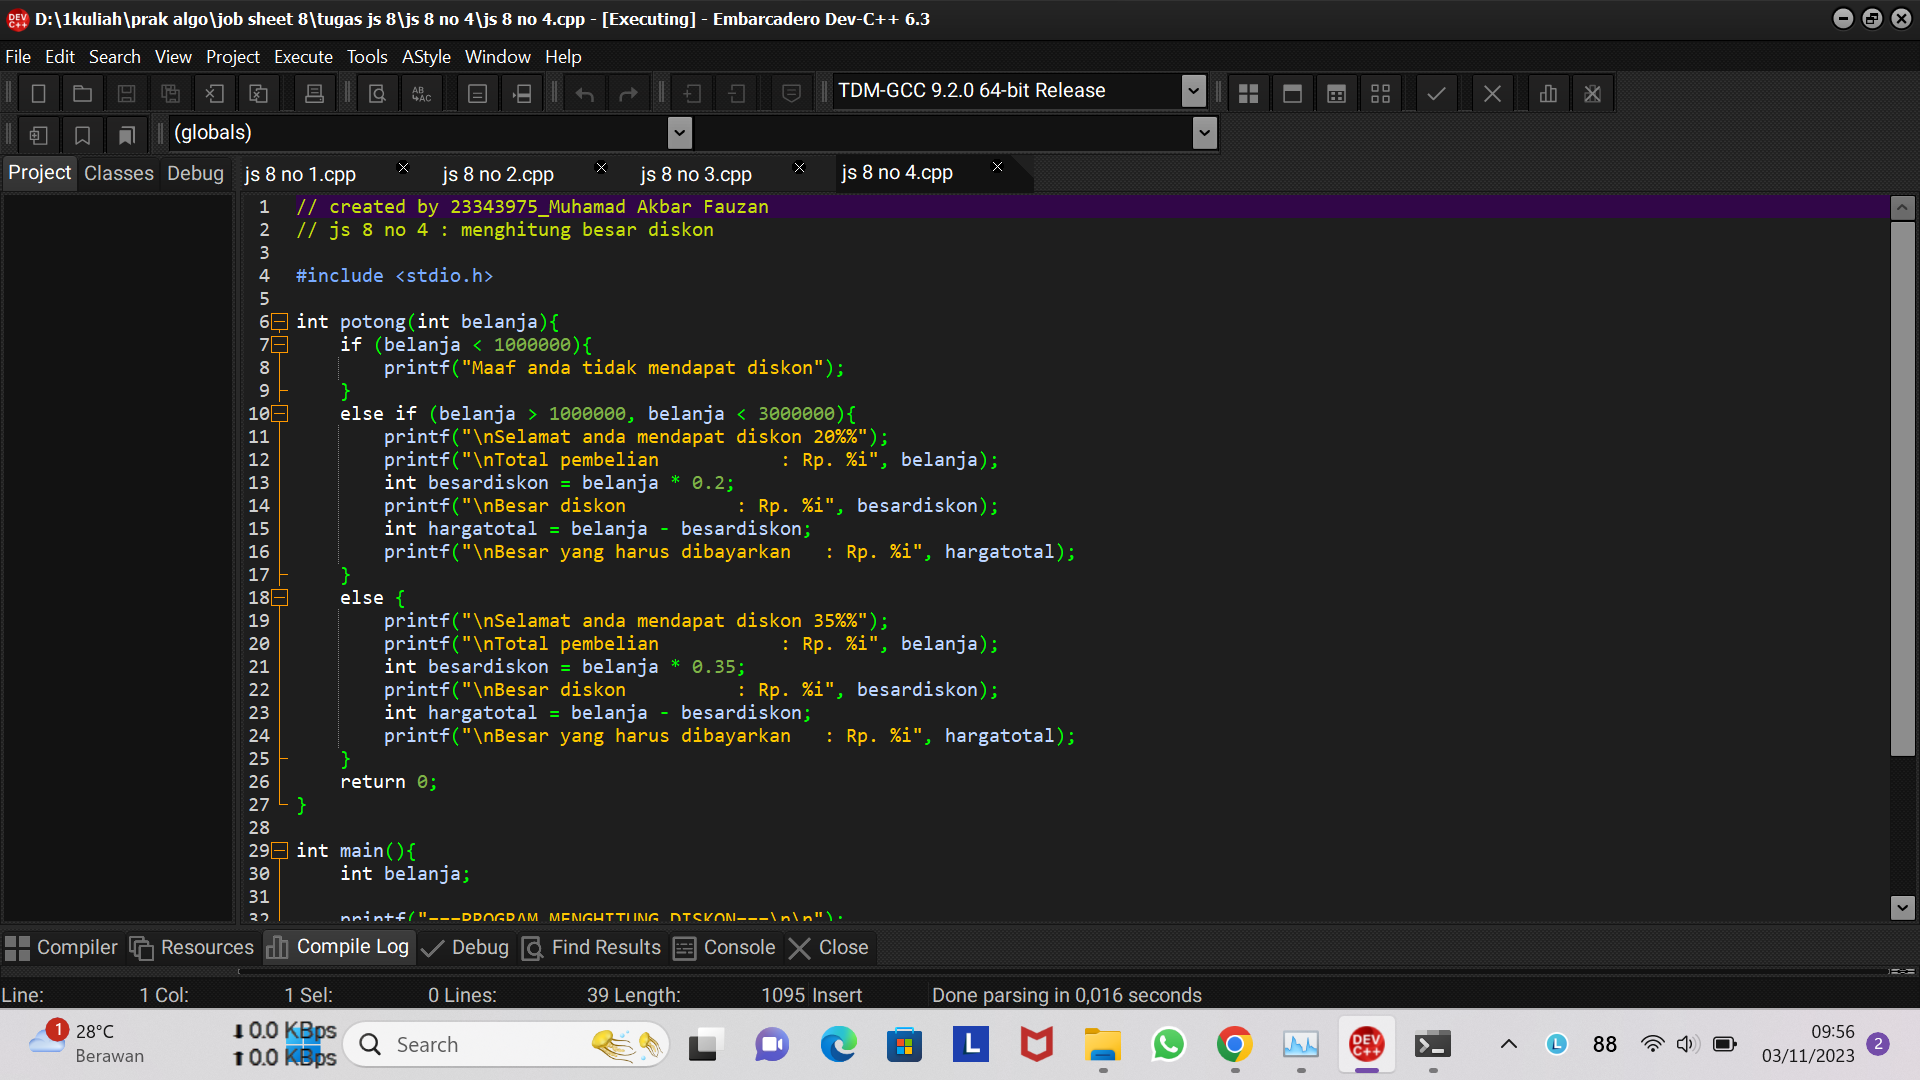 D:\1kuliah\prak algo\job sheet 8\tugas js 8\js 8 no 4\js 8 no 4.cpp - [Executing] - Embarcadero Dev-C++ 6.3
File Edit Search View Project Execute Tools AStyle Window Help
TDM-GCC 9.2.0 64-bit Release
(globals)
Project Classes Debug js 8 no 1.cpp js 8 no 2.cpp js 8 no 3.cpp js 8 no 4.cpp
1 // created by 23343975_Muhamad Akbar Fauzan
2 // js 8 no 4 : menghitung besar diskon
3
4 #include <stdio.h>
5
6 int potong(int belanja){
7     if (belanja < 1000000){
8         printf("Maaf anda tidak mendapat diskon");
9     }
10     else if (belanja > 1000000, belanja < 3000000){
11         printf("\nSelamat anda mendapat diskon 20%%");
12         printf("\nTotal pembelian           : Rp. %i", belanja);
13         int besardiskon = belanja * 0.2;
14         printf("\nBesar diskon          : Rp. %i", besardiskon);
15         int hargatotal = belanja - besardiskon;
16         printf("\nBesar yang harus dibayarkan   : Rp. %i", hargatotal);
17     }
18     else {
19         printf("\nSelamat anda mendapat diskon 35%%");
20         printf("\nTotal pembelian           : Rp. %i", belanja);
21         int besardiskon = belanja * 0.35;
22         printf("\nBesar diskon          : Rp. %i", besardiskon);
23         int hargatotal = belanja - besardiskon;
24         printf("\nBesar yang harus dibayarkan   : Rp. %i", hargatotal);
25     }
26     return 0;
27 }
28
29 int main(){
30     int belanja;
31
32     printf("===PROGRAM MENGHITUNG DISKON===\n\n");
Compiler Resources Compile Log Debug Find Results Console Close
Line: 1 Col: 1 Sel: 0 Lines: 39 Length: 1095 Insert Done parsing in 0,016 seconds
1 28°C
Berawan
0.0 KBps
0.0 KBps
Search
L
DEV C++
L
88
09:56
03/11/2023
2